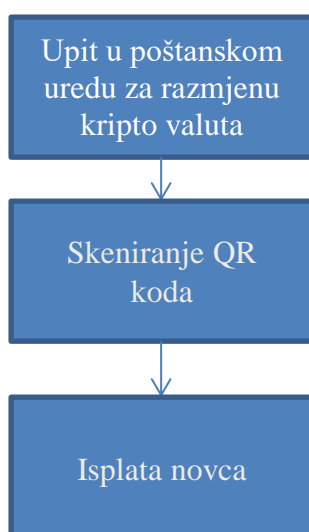 Upit u poštanskom
uredu za razmjenu
kripto valuta
Skeniranje QR
koda
Isplata novca